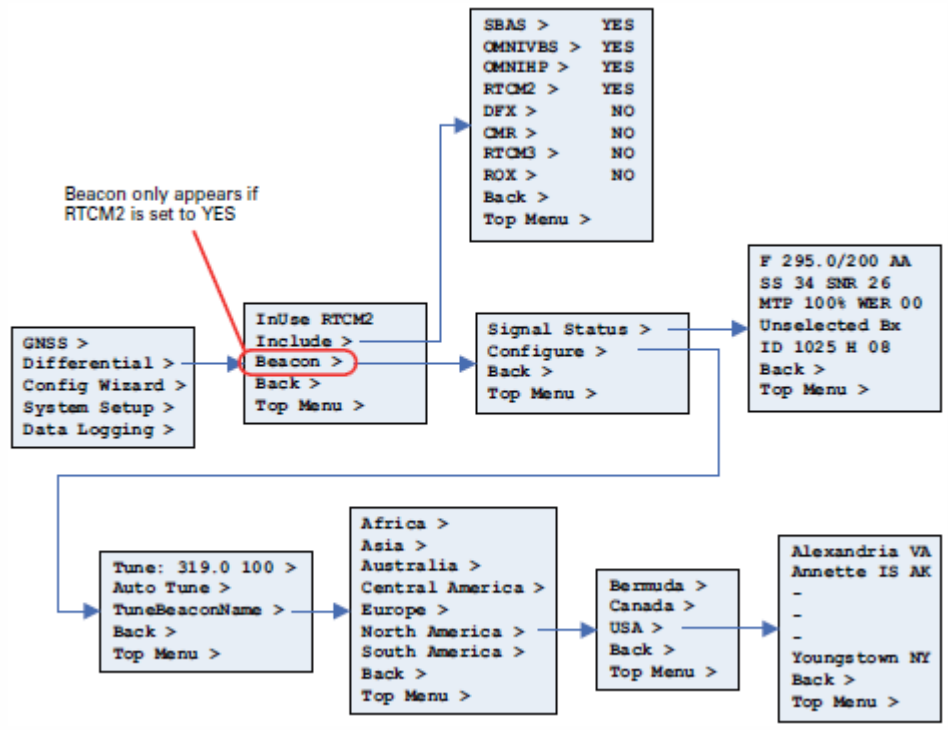 SBAS > YES
OMNIVBS > YES
OMNIHP > YES
RTCM2 > YES
DFX > NO
CMR > NO
RTCM3 > NO
ROX > NO
Back >
Top Menu >
Beacon only appears if
RTCM2 is set to YES
GNSS >
Differential >
Config Wizard >
System Setup >
Data Logging >
InUse RTCM2
Include >
Beacon >
Back >
Top Menu >
Signal Status >
Configure >
Back >
Top Menu >
F 295.0/200 AA
SS 34 SNR 26
MTP 100% WER 00
Unselected Bx
ID 1025 H 08
Back >
Top Menu >
Tune: 319.0 100 >
Auto Tune >
TuneBeaconName >
Back >
Top Menu >
Africa >
Asia >
Australia >
Central America >
Europe >
North America >
South America >
Back >
Top Menu >
Bermuda >
Canada >
USA >
Back >
Top Menu >
Alexandria VA
Annette IS AK
-
-
-
Youngstown NY
Back >
Top Menu >